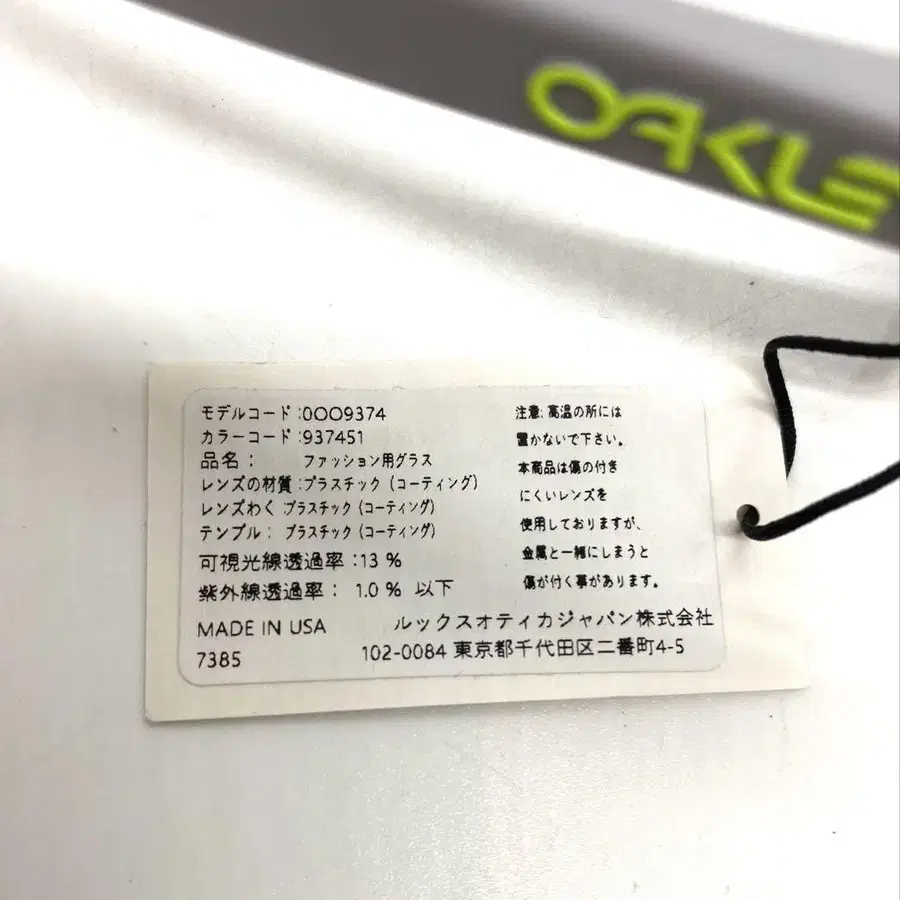 OAKLE
モデルコード:0OO9374
カラーコード:937451
品名: ファッション用グラス
レンズの材質:プラスチック(コーティング)
レンズわく:プラスチック(コーティング)
テンプル: プラスチック(コーティング)
可視光線透過率:13 %
紫外線透過率: 1.0 % 以下
MADE IN USA
7385
注意:高温の所には
置かないで下さい。
本商品は傷の付き
にくいレンズを
使用しておりますが、
金属と一緒にしまうと
傷が付く事があります。
ルックスオティカジャパン株式会社
102-0084 東京都千代田区二番町4-5